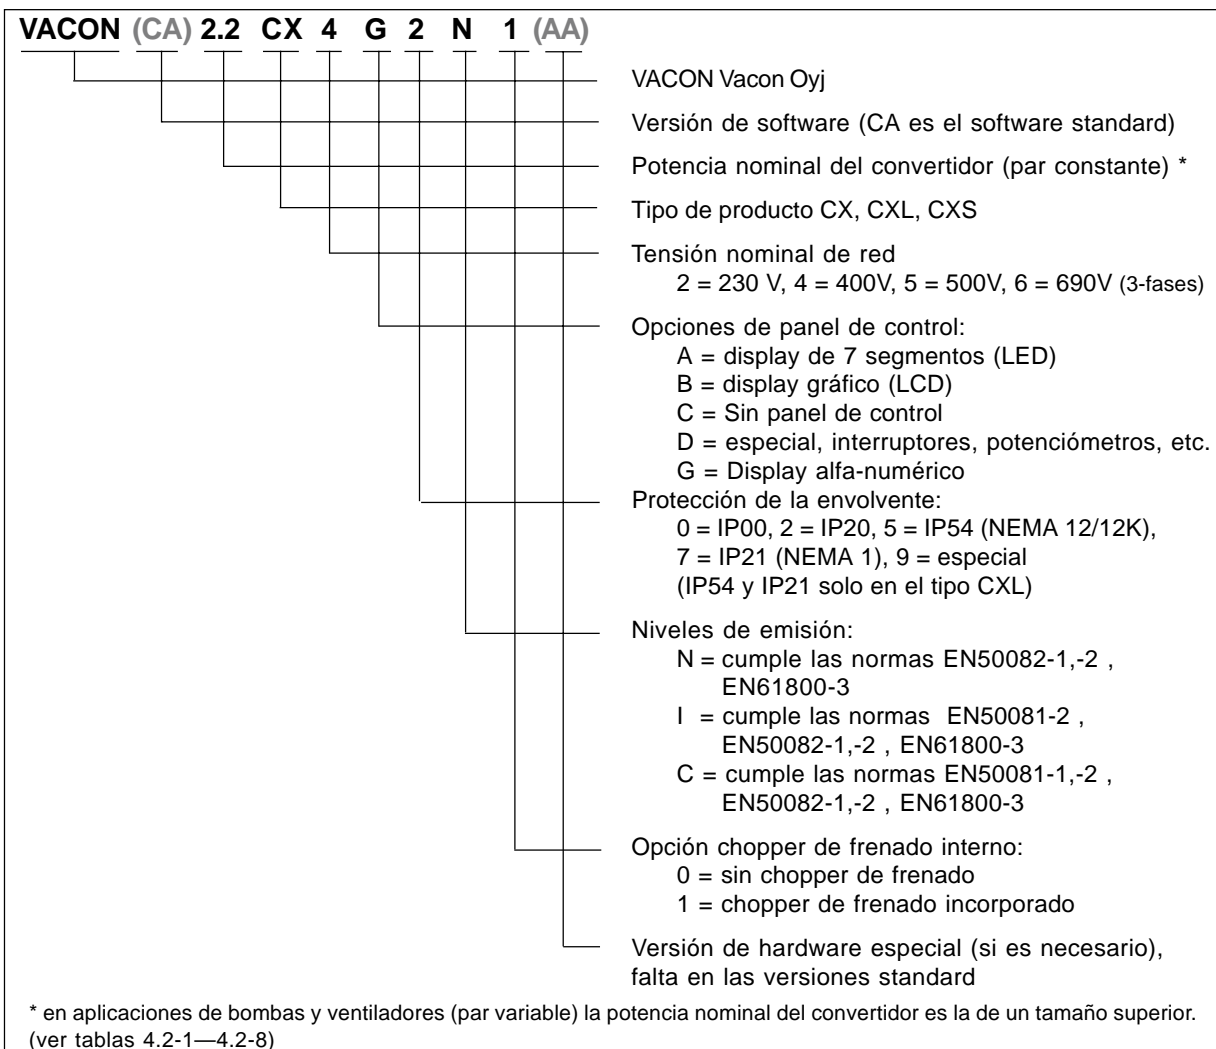 VACON (CA) 2.2 CX 4 G 2 N 1 (AA)
VACON Vacon Oyj
Versión de software (CA es el software standard)
Potencia nominal del convertidor (par constante) *
Tipo de producto CX, CXL, CXS
Tensión nominal de red
2 = 230 V, 4 = 400V, 5 = 500V, 6 = 690V (3-fases)
Opciones de panel de control:
A = display de 7 segmentos (LED)
B = display gráfico (LCD)
C = Sin panel de control
D = especial, interruptores, potenciómetros, etc.
G = Display alfa-numérico
Protección de la envolvente:
0 = IP00, 2 = IP20, 5 = IP54 (NEMA 12/12K),
7 = IP21 (NEMA 1), 9 = especial
(IP54 y IP21 solo en el tipo CXL)
Niveles de emisión:
N = cumple las normas EN50082-1,-2 ,
EN61800-3
I = cumple las normas EN50081-2 ,
EN50082-1,-2 , EN61800-3
C = cumple las normas EN50081-1,-2 ,
EN50082-1,-2 , EN61800-3
Opción chopper de frenado interno:
0 = sin chopper de frenado
1 = chopper de frenado incorporado
Versión de hardware especial (si es necesario),
falta en las versiones standard
* en aplicaciones de bombas y ventiladores (par variable) la potencia nominal del convertidor es la de un tamaño superior.
(ver tablas 4.2-1—4.2-8)